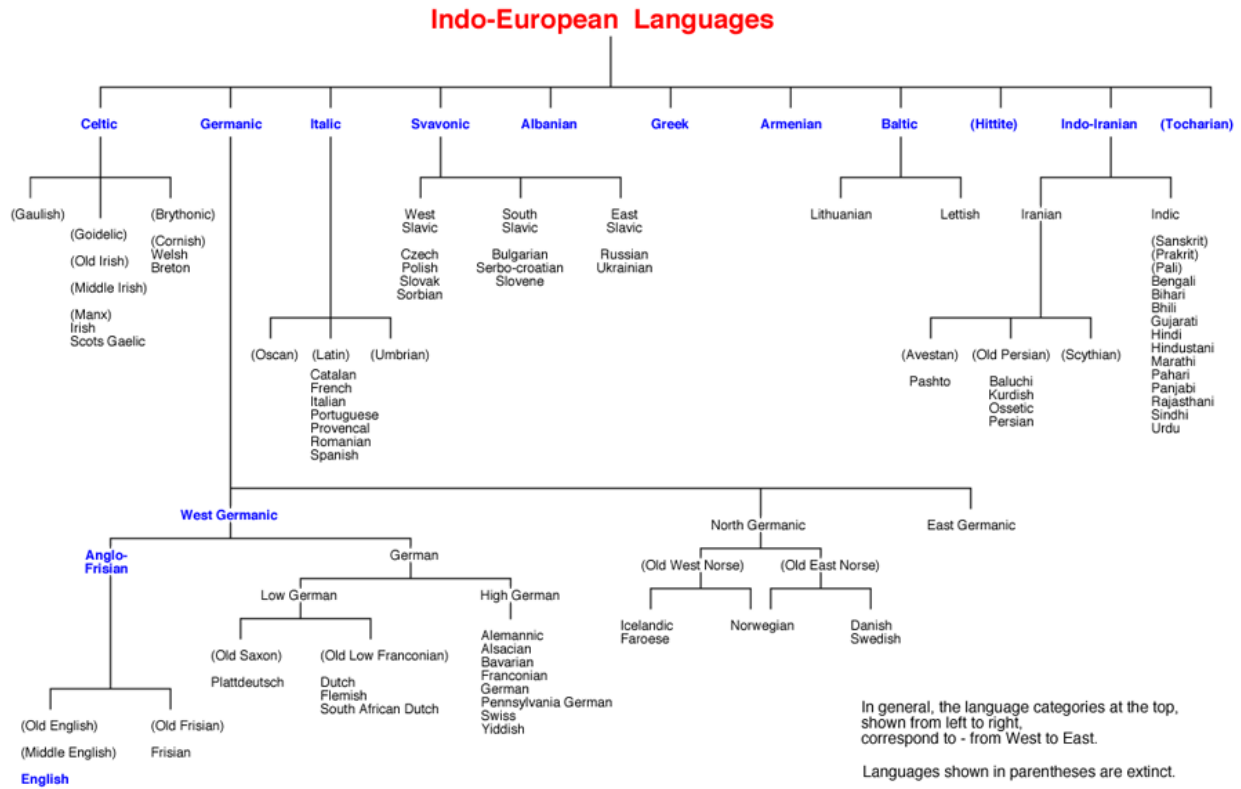 Indo-European Languages
Celtic
Germanic
Italic
Svavonic
Albanian
Greek
Armenian
Baltic
(Hittite)
Indo-Iranian
(Tocharian)
(Gaulish)
(Goidelic)
(Old Irish)
(Middle Irish)
(Manx)
Irish
Scots Gaelic
(Brythonic)
(Cornish)
Welsh
Breton
(Oscan)
(Latin)
Catalan
French
Italian
Portuguese
Provencal
Romanian
Spanish
(Umbrian)
West
Slavic
Czech
Polish
Slovak
Sorbian
South
Slavic
Bulgarian
Serbo-croatian
Slovene
East
Slavic
Russian
Ukrainian
Lithuanian
Lettish
Iranian
(Avestan)
Pashto
(Old Persian)
Baluchi
Kurdish
Ossetic
Persian
(Scythian)
Indic
(Sanskrit)
(Prakrit)
(Pali)
Bengali
Bihari
Bhili
Gujarati
Hindi
Hindustani
Marathi
Pahari
Panjabi
Rajasthani
Sindhi
Urdu
West Germanic
North Germanic
East Germanic
Anglo-
Frisian
German
(Old English)
(Middle English)
English
(Old Frisian)
Frisian
Low German
(Old Saxon)
Plattdeutsch
(Old Low Franconian)
Dutch
Flemish
South African Dutch
High German
Alemannic
Alsacian
Bavarian
Franconian
German
Pennsylvania German
Swiss
Yiddish
(Old West Norse)
(Old East Norse)
Icelandic
Faroese
Norwegian
Danish
Swedish
In general, the language categories at the top,
shown from left to right,
correspond to - from West to East.
Languages shown in parentheses are extinct.